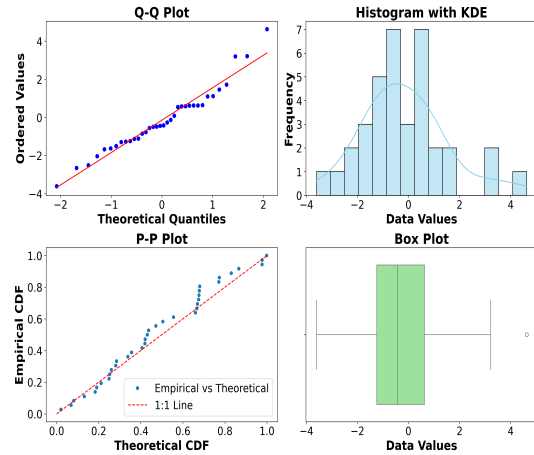 Q-Q Plot
Ordered Values
4
2
0
−2
−4
−2 −1 0 1 2
Theoretical Quantiles
Histogram with KDE
Frequency
7
6
5
4
3
2
1
0
−4 −2 0 2 4
Data Values
P-P Plot
Empirical CDF
1.0
0.8
0.6
0.4
0.2
0.0
Empirical vs Theoretical
1:1 Line
0.0 0.2 0.4 0.6 0.8 1.0
Theoretical CDF
Box Plot
−4 −2 0 2 4
Data Values